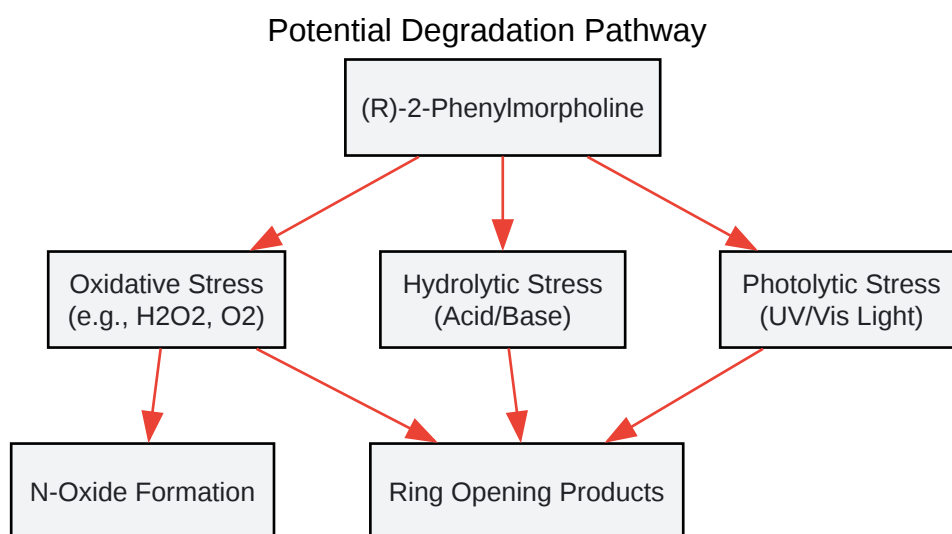 Potential Degradation Pathway
(R)-2-Phenylmorpholine
Oxidative Stress
(e.g., H2O2, O2)
Hydrolytic Stress
(Acid/Base)
Photolytic Stress
(UV/Vis Light)
N-Oxide Formation
Ring Opening Products